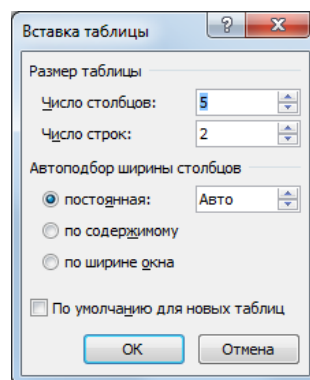 Вставка таблицы
Размер таблицы
Число столбцов: 5
Число строк: 2
Автоподбор ширины столбцов
постоянная: Авто
по содержимому
по ширине окна
По умолчанию для новых таблиц
ОК Отмена